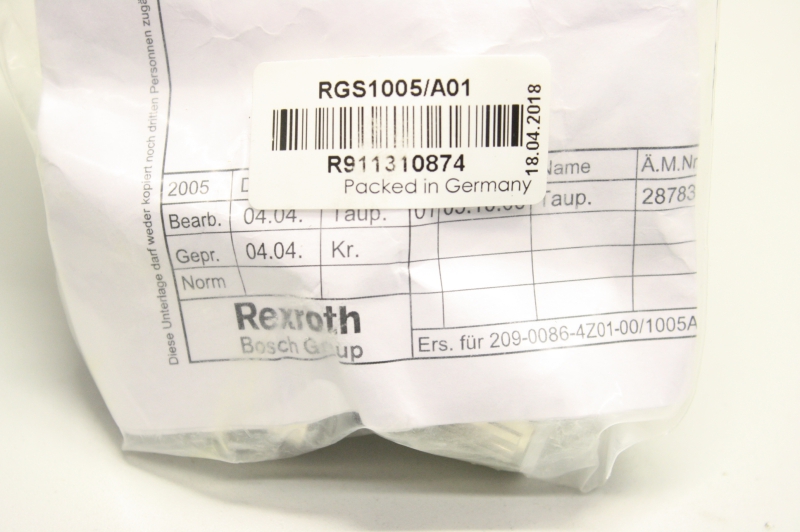 RGS1005/A01
18.04.2018
R911310874
Packed in Germany
2005 Name Ä.M.Nr
Bearb. 04.04. Taup. Taup. 28783
Gepr. 04.04. Kr.
Norm
Rexroth
Bosch Group
Ers. für 209-0086-4Z01-00/1005A
Diese Unterlage darf weder kopiert noch dritten Personnen zugä